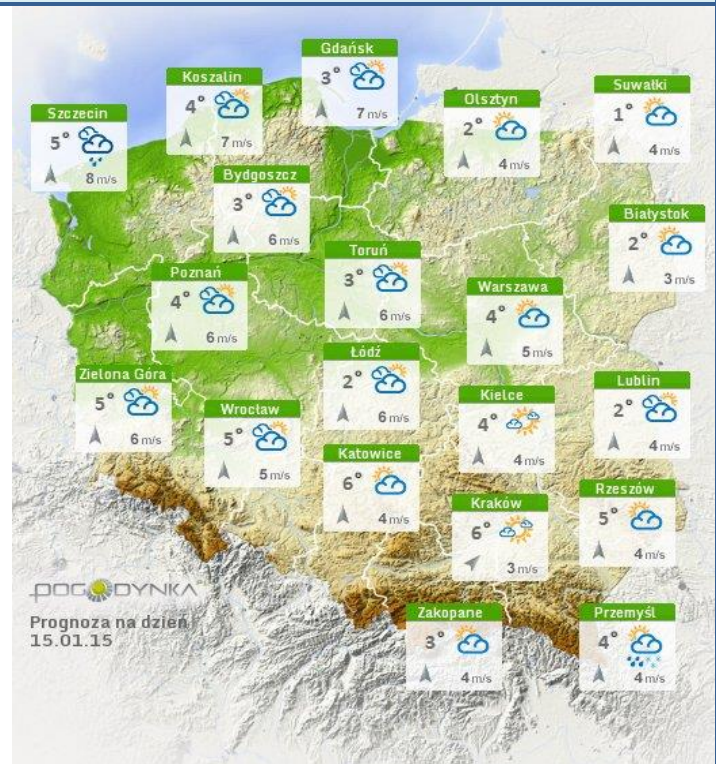 Gdańsk
3°
7 m/s
Koszalin
4°
7 m/s
Suwałki
1°
4 m/s
Olsztyn
2°
4 m/s
Szczecin
5°
8 m/s
Bydgoszcz
3°
6 m/s
Białystok
2°
3 m/s
Toruń
3°
6 m/s
Poznań
4°
6 m/s
Warszawa
4°
5 m/s
Łódź
2°
6 m/s
Zielona Góra
5°
6 m/s
Lublin
2°
4 m/s
Kielce
4°
4 m/s
Wrocław
5°
5 m/s
Katowice
6°
4 m/s
Rzeszów
5°
4 m/s
Kraków
6°
3 m/s
POGODYNKA
Prognoza na dzień
15.01.15
Zakopane
3°
4 m/s
Przemyśl
4°
4 m/s